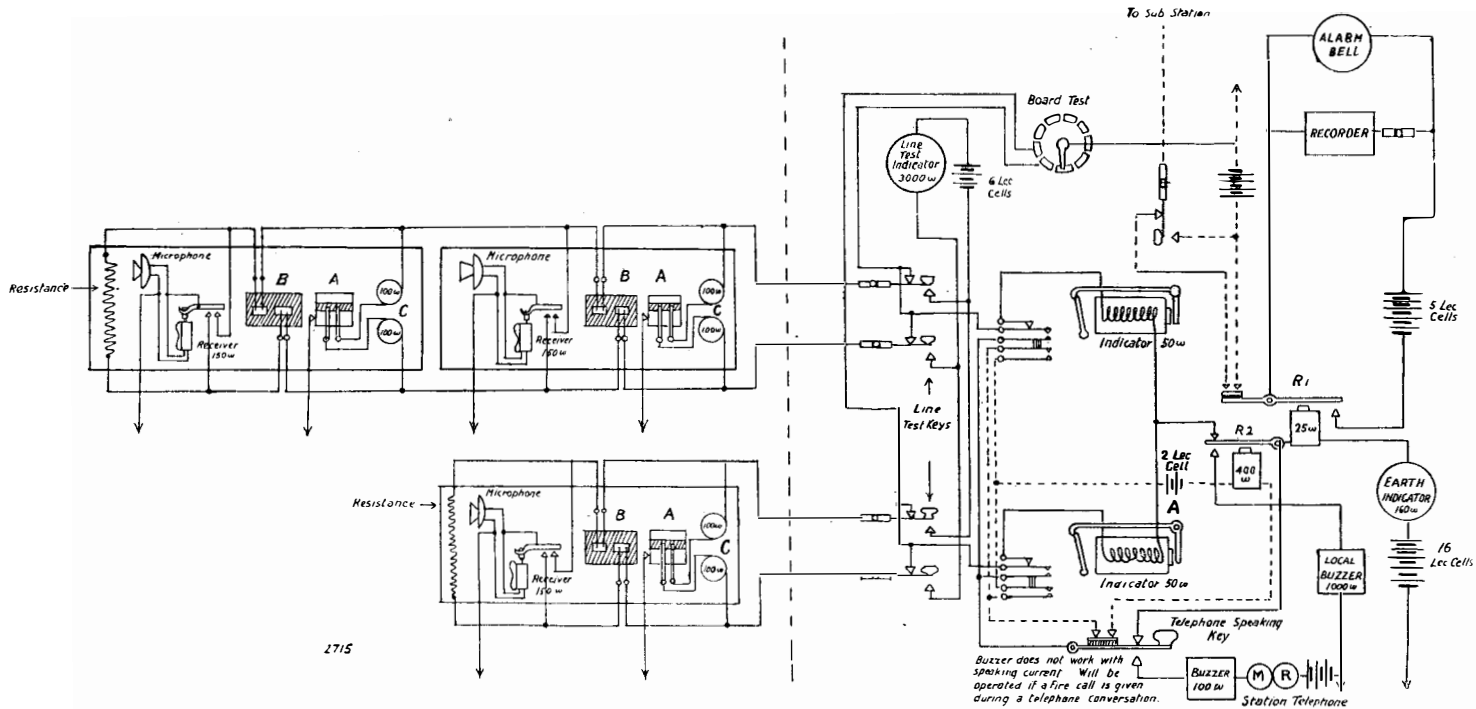 To Sub Station
ALARM
BELL
Board Test
RECORDER
Line
Test
Indicator
3000 ω
6 Lec
Cells
Microphone
Microphone
B
A
B
A
Resistance
100 ω
C
100 ω
100 ω
C
100 ω
Receiver
150 ω
Receiver
150 ω
5 Lec
Cells
Indicator 50 ω
R1
Line
Test Keys
R2
25 ω
2 Lec
Cell
400
ω
EARTH
INDICATOR
160 ω
Resistance
Microphone
B
A
100 ω
C
100 ω
Receiver
150 ω
A
16
Lec Cells
Indicator 50 ω
LOCAL
BUZZER
1000 ω
Telephone Speaking
Key
2715
Buzzer does not work with
speaking current Will be
operated if a Fire call is given
during a telephone conversation.
BUZZER
100 ω
M
R
Station Telephone